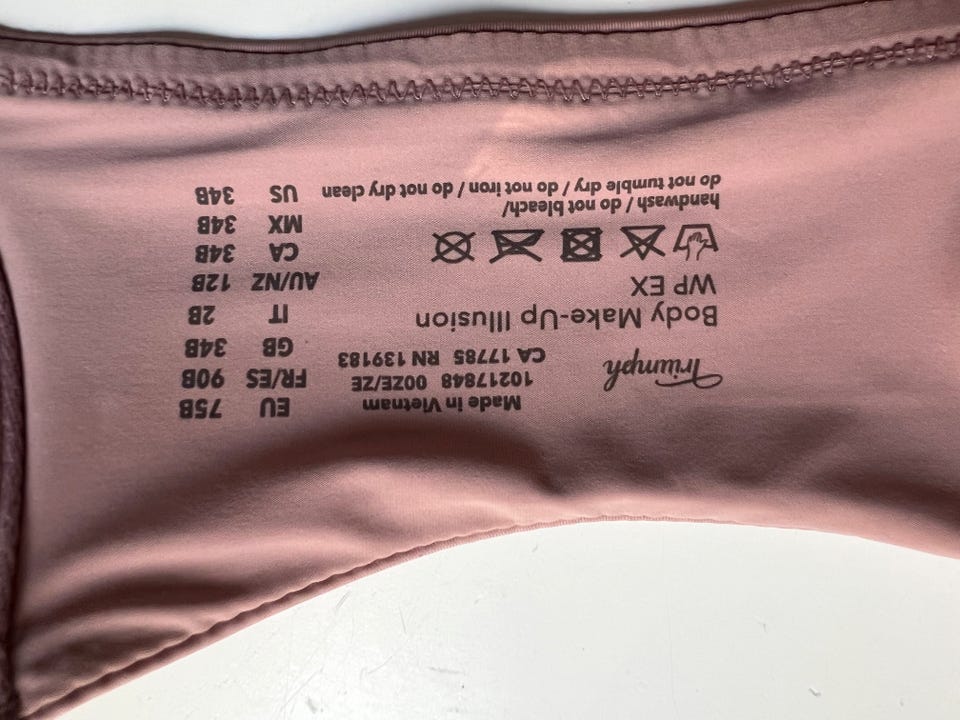 Triumph
Made in Vietnam
10217848 00ZE/ZE
CA 17785 RN 139183
Body Make-Up Illusion
WP EX
handwash / do not bleach/
do not tumble dry / do not iron / do not dry clean
EU 75B
FR/ES 90B
GB 34B
IT 2B
AU/NZ 12B
CA 34B
MX 34B
US 34B